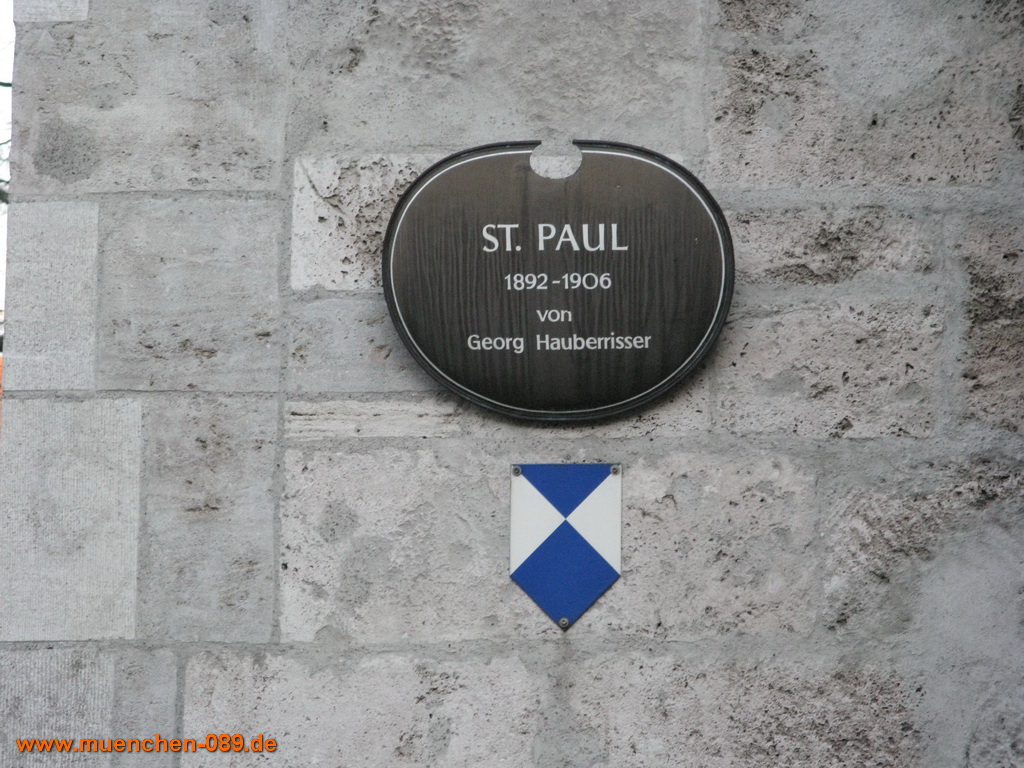 ST. PAUL
1892-1906
von
Georg Hauberrisser
www.muenchen-089.de